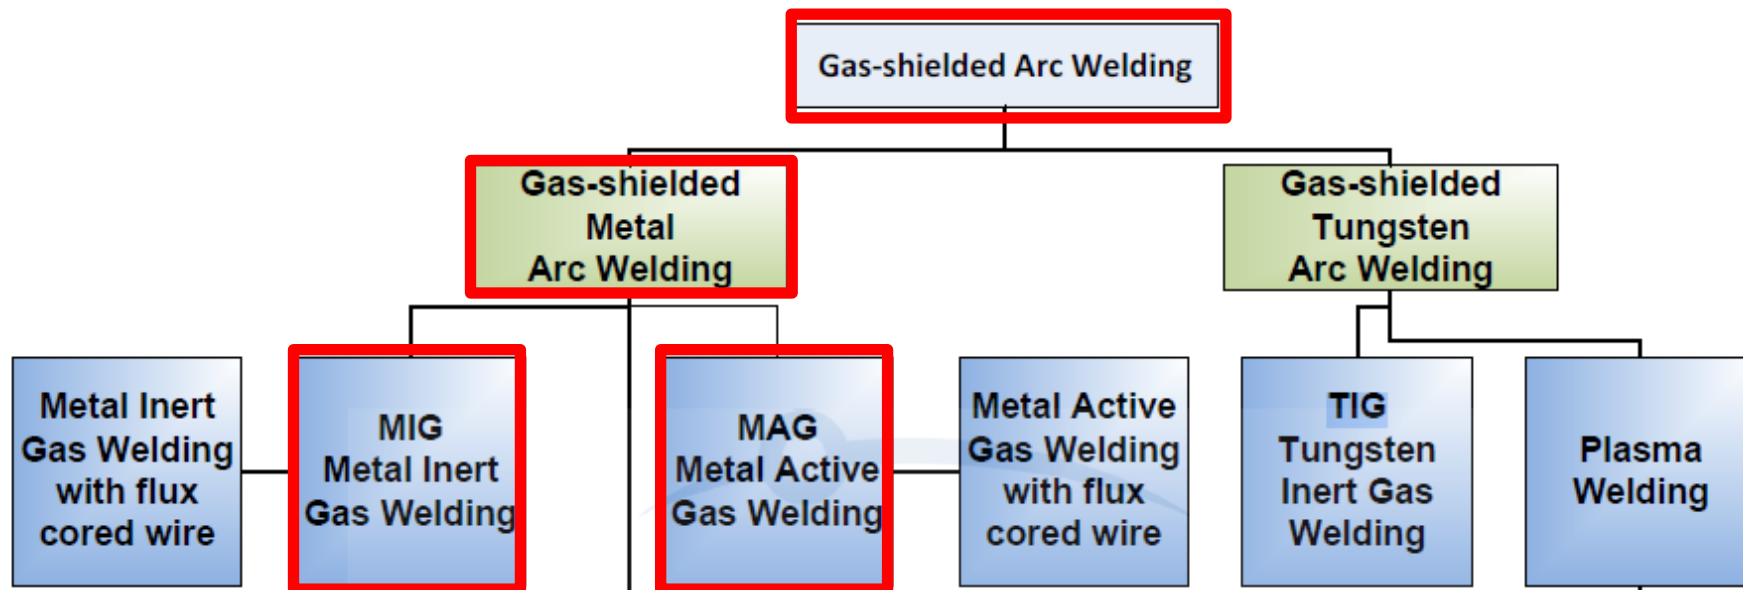 Gas-shielded Arc Welding
Gas-shielded
Metal
Arc Welding
Gas-shielded
Tungsten
Arc Welding
Metal Inert
Gas Welding
with flux
cored wire
MIG
Metal Inert
Gas Welding
MAG
Metal Active
Gas Welding
Metal Active
Gas Welding
with flux
cored wire
TIG
Tungsten
Inert Gas
Welding
Plasma
Welding